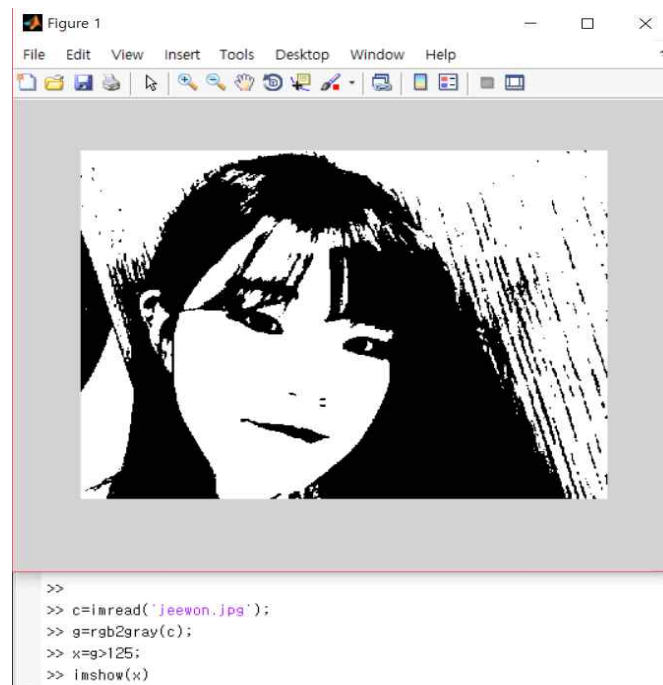 Figure 1
File Edit View Insert Tools Desktop Window Help
>>
>> c=imread('jeewon.jpg');
>> g=rgb2gray(c);
>> x=g>125;
>> imshow(x)